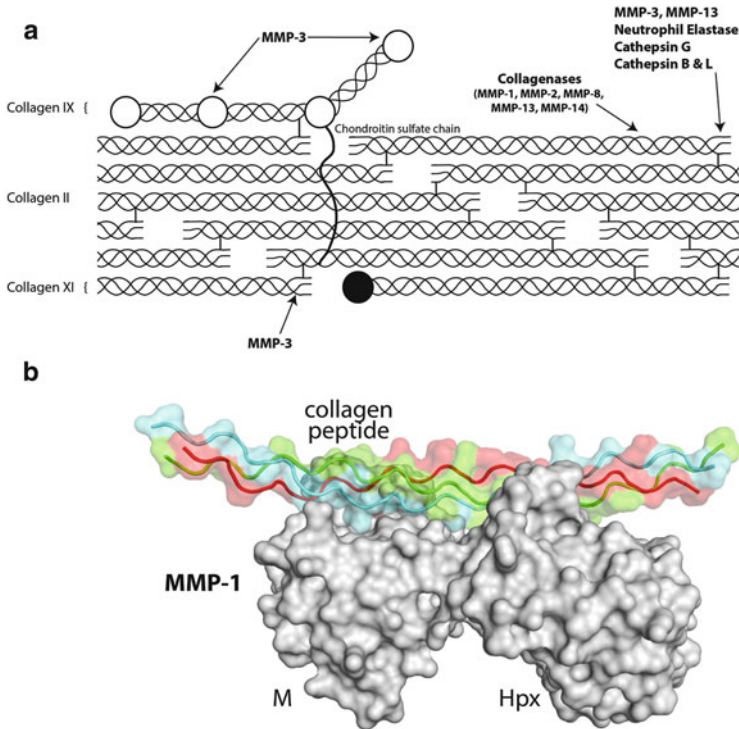 a
MMP-3
MMP-3, MMP-13
Neutrophil Elastase
Cathepsin G
Cathepsin B & L
Collagenases
(MMP-1, MMP-2, MMP-8,
MMP-13, MMP-14)
Collagen IX {
Chondroitin sulfate chain
Collagen II
Collagen XI {
MMP-3
b
collagen
peptide
MMP-1
M
Hpx